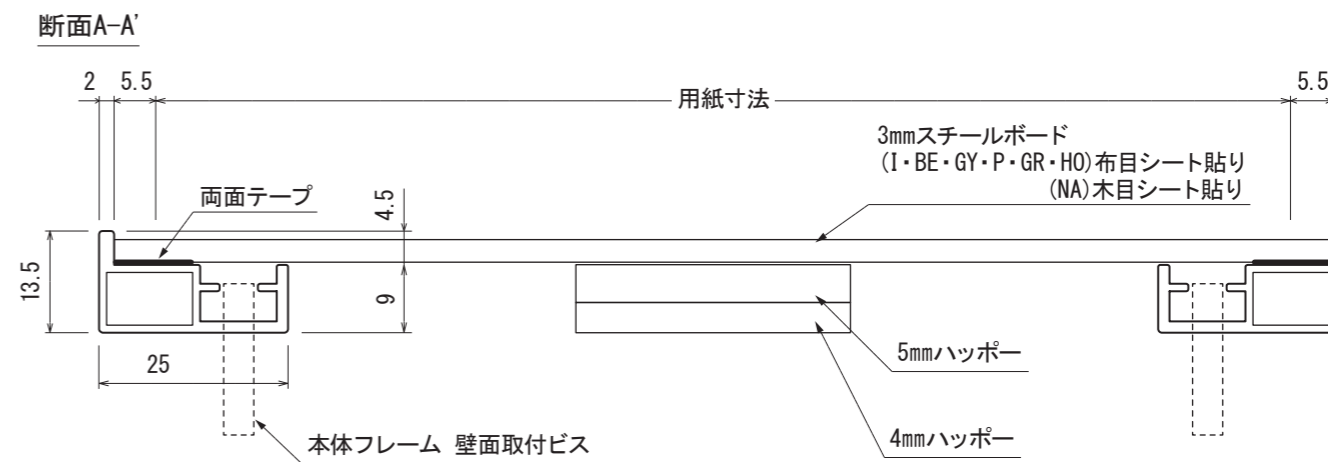 断面A-A'
2 5.5 用紙寸法 5.5
3mmスチールボード
(I・BE・GY・P・GR・HO)布目シート貼り
(NA)木目シート貼り
両面テープ
4.5
13.5
9
25
5mmハッポー
4mmハッポー
本体フレーム 壁面取付ビス